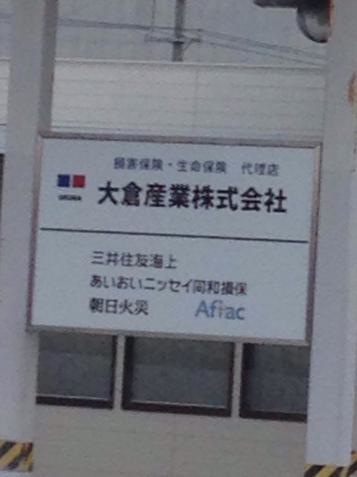 損害保険・生命保険 代理店
大倉産業株式会社
三井住友海上
あいおいニッセイ同和損保
朝日火災 Aflac